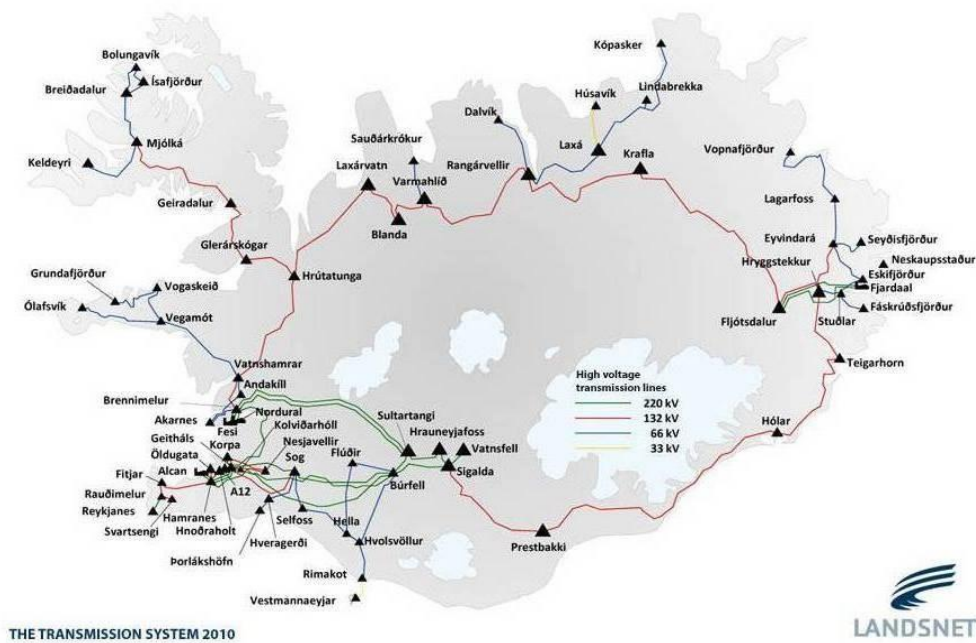 Kópasker
Bolungavík
Ísafjörður
Breiðadalur
Húsavík
Lindabrekka
Dalvík
Sauðárkrókur
Mjólká
Laxá
Krafla
Vopnafjörður
Keldeyri
Laxárvatn
Rangárvellir
Varmahlíð
Geiradalur
Lagarfoss
Blanda
Eyvindará
Seyðisfjörður
Glerárskógar
Hryggstekkur
Neskaupsstaður
Hrútatunga
Eskifjörður
Fjardaal
Grundafjörður
Vogaskeið
Ólafsvík
Fáskrúðsfjörður
Fljótsdalur
Stuðlar
Vegamót
Teigarhorn
Vatnshamrar
High voltage
transmission lines
220 kV
132 kV
66 kV
33 kV
Andakíll
Brennimelur
Nordural
Sultartangi
Akarnes
Fesi
Kolviðarhóll
Hólar
Hrauneyjafoss
Geitháls
Korpa
Nesjavellir
Vatnsfell
Öldugata
Sog
Flúðir
Fitjar
Alcan
Sigalda
Búrfell
A12
Rauðimelur
Reykjanes
Hamranes
Selfoss
Hella
Svartsengi
Hnoðraholt
Hveragerði
Hvolsvöllur
Prestbakki
Þorlákshöfn
Rimakot
Vestmannaeyjar
LANDSNET
THE TRANSMISSION SYSTEM 2010